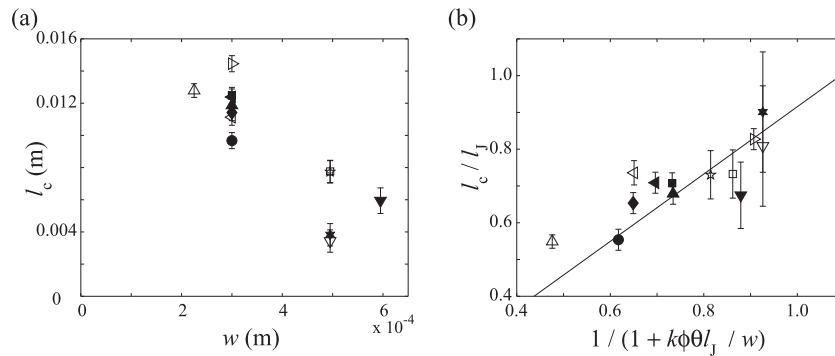 (a)
0.016
0.012
0.004
0
l_c (m)
0 2 4 6
x 10⁻⁴
w (m)
(b)
1.0
0.8
0.6
0.4
l_c / l_J
0.4 0.6 0.8 1.0
1 / (1 + kϕθl_J / w)